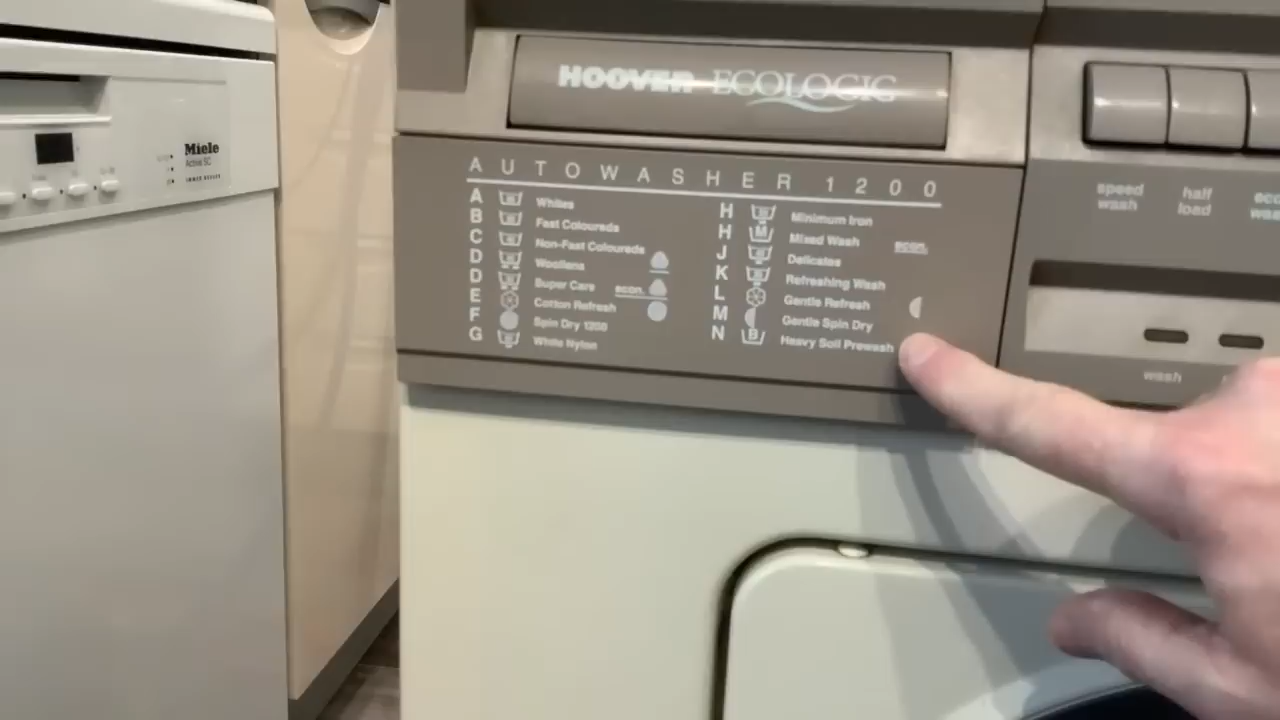 Miele
Active SC
HOOVER ECOLOGIC
AUTOWASHER 1200
A Whites
B Fast Coloureds
C Non-Fast Coloureds
D Woollens
D Super Care econ.
E Cotton Refresh
F Spin Dry 1200
G White Nylon
H Minimum Iron
H M Mixed Wash econ.
J Delicates
K Refreshing Wash
L Gentle Refresh
M Gentle Spin Dry
N B Heavy Soil Prewash
speed wash
half load
wash